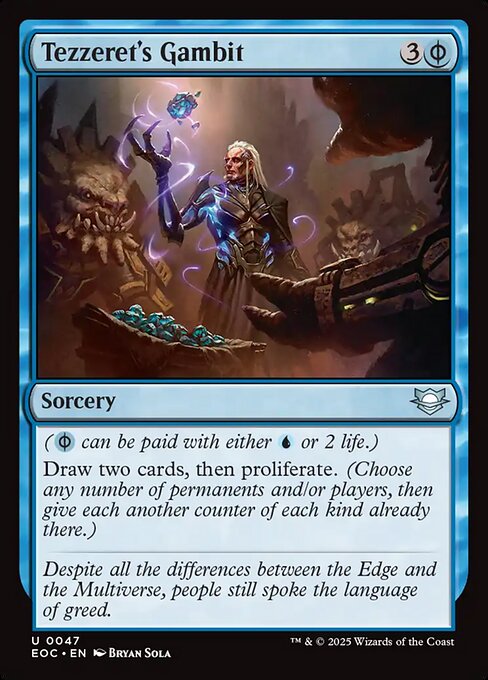 Tezzeret's Gambit 3
Sorcery
( can be paid with either or 2 life.)
Draw two cards, then proliferate. (Choose
any number of permanents and/or players, then
give each another counter of each kind already
there.)
Despite all the differences between the Edge and
the Multiverse, people still spoke the language
of greed.
U 0047
EOC • EN Bryan Sola
™ & © 2025 Wizards of the Coast